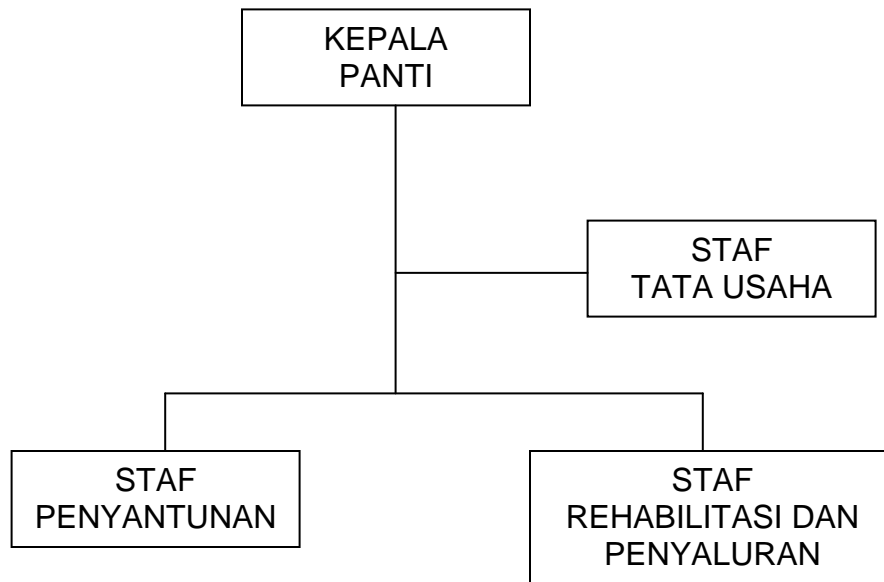 KEPALA
PANTI
STAF
TATA USAHA
STAF
PENYANTUNAN
STAF
REHABILITASI DAN
PENYALURAN